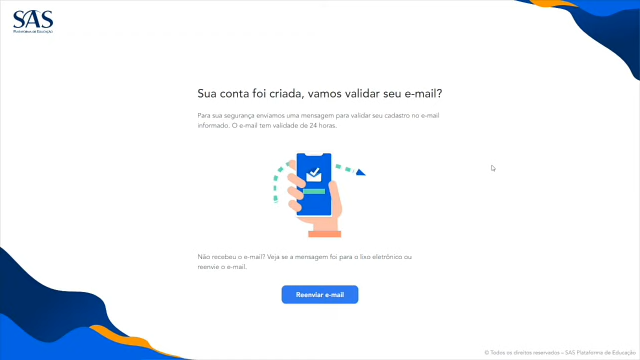 SAS
PLATAFORMA DE EDUCAÇÃO
Sua conta foi criada, vamos validar seu e-mail?
Para sua segurança enviamos uma mensagem para validar seu cadastro no e-mail
informado. O e-mail tem validade de 24 horas.
Não recebeu o e-mail? Veja se a mensagem foi para o lixo eletrônico ou
reenvie o e-mail.
Reenviar e-mail
© Todos os direitos reservados – SAS Plataforma de Educação